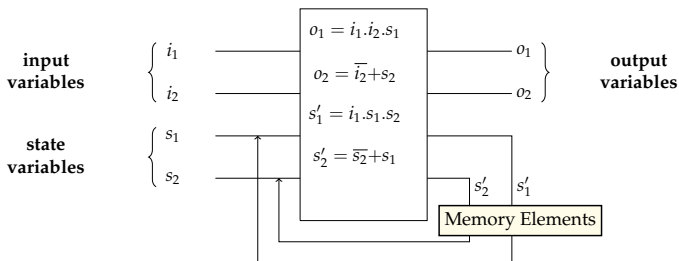 input
variables
i₁
i₂
state
variables
s₁
s₂
o₁ = i₁.i₂.s₁
o₂ = i̅₂̅+s₂
s′₁ = i₁.s₁.s₂
s′₂ = s̅₂̅+s₁
o₁
o₂
output
variables
s′₂ s′₁
Memory Elements